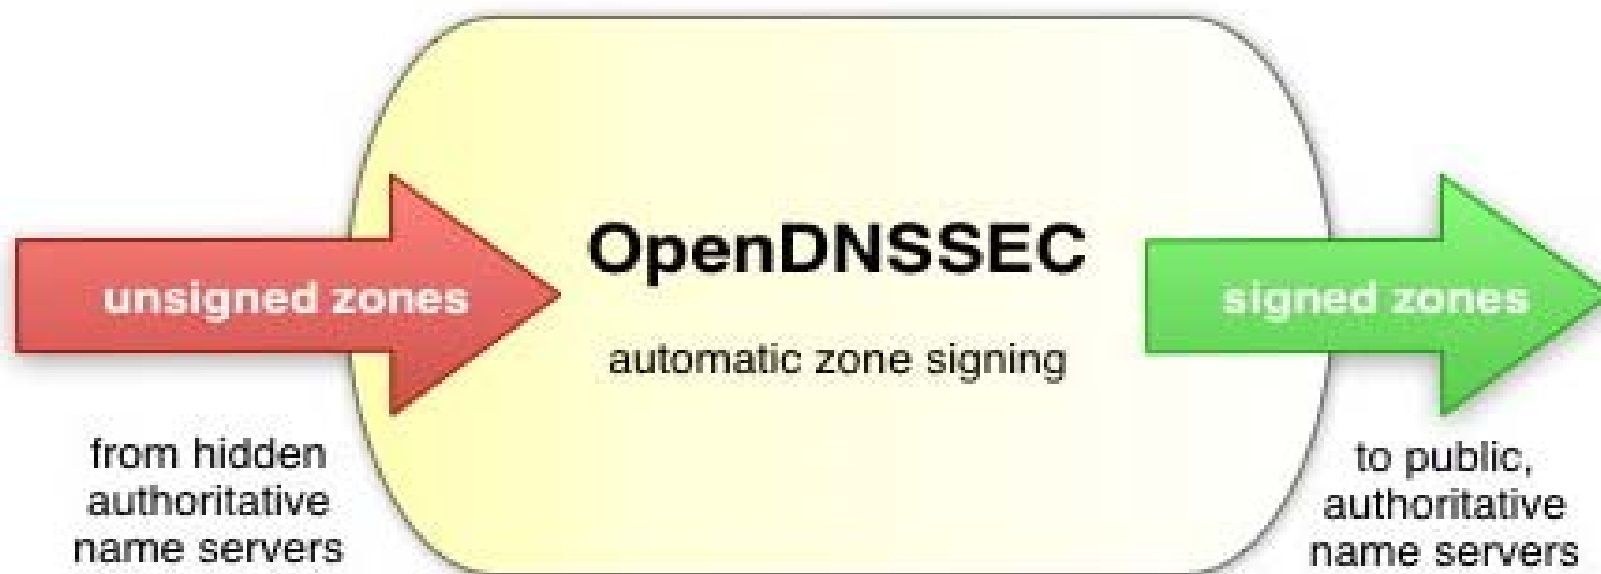 OpenDNSSEC
unsigned zones
signed zones
automatic zone signing
from hidden
authoritative
name servers
to public,
authoritative
name servers